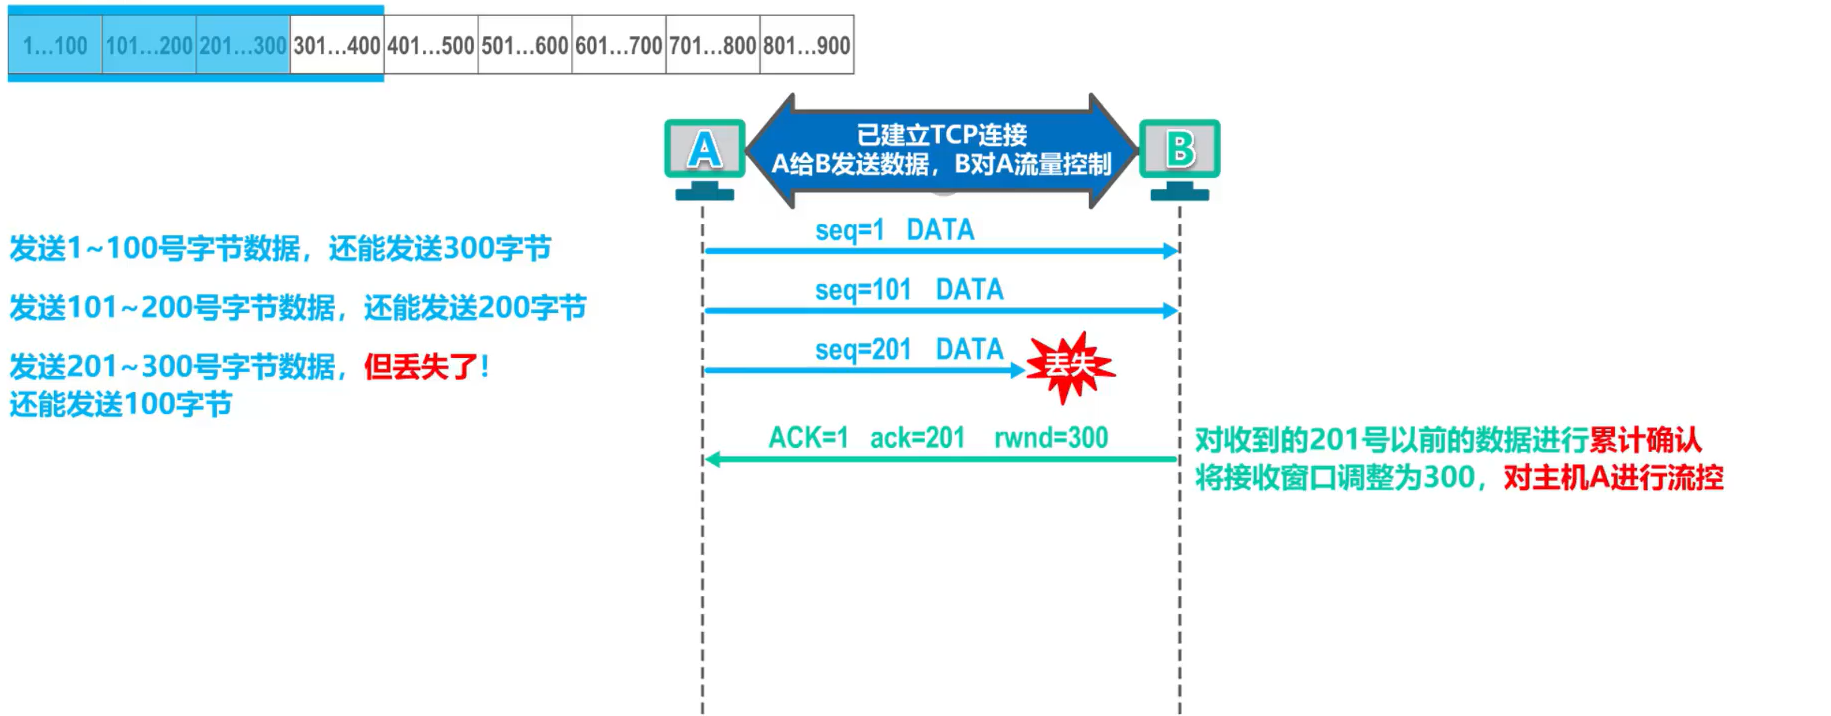 1…100 101…200 201…300 301…400 401…500 501…600 601…700 701…800 801…900
已建立TCP连接
A给B发送数据，B对A流量控制
A
B
seq=1 DATA
发送1~100号字节数据，还能发送300字节
seq=101 DATA
发送101~200号字节数据，还能发送200字节
seq=201 DATA
丢失
发送201~300号字节数据，但丢失了！
还能发送100字节
ACK=1 ack=201 rwnd=300
对收到的201号以前的数据进行累计确认
将接收窗口调整为300，对主机A进行流控